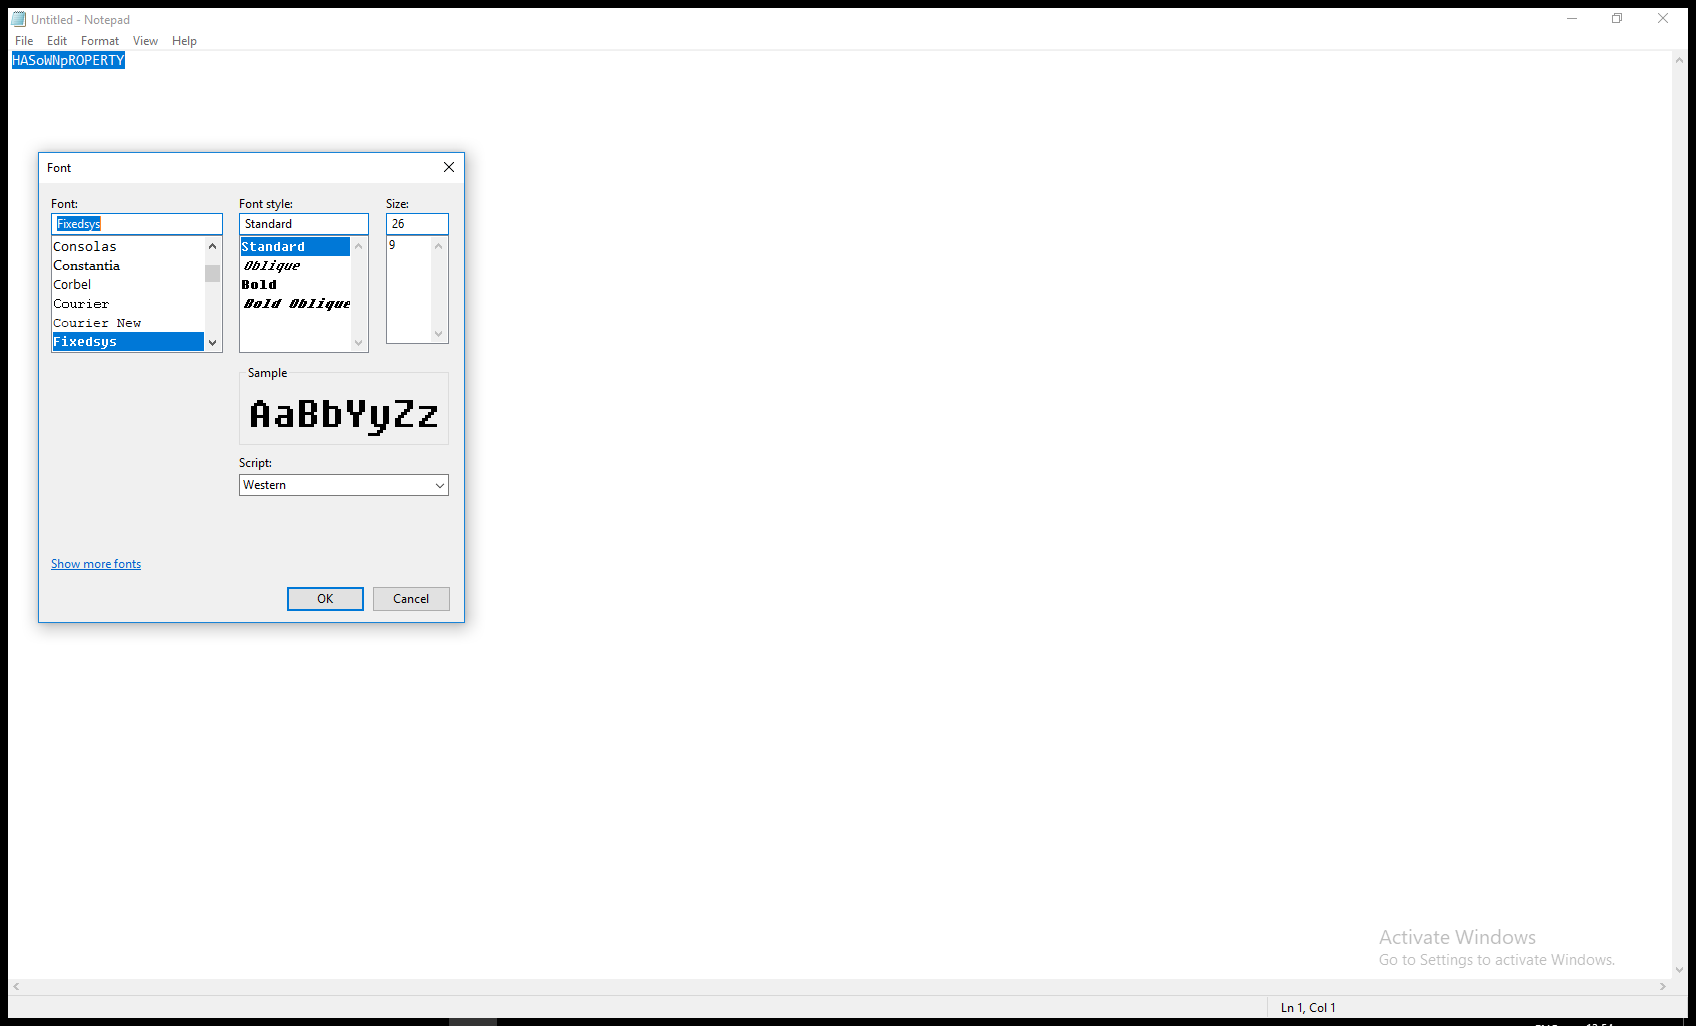 Untitled - Notepad
File Edit Format View Help
HASoWNpROPERTY
Font
Font: Font style: Size:
Fixedsys Standard 26
Consolas Standard 9
Constantia Oblique
Corbel Bold
Courier Bold Oblique
Courier New
Fixedsys
Sample
AaBbYyZz
Script:
Western
Show more fonts
OK Cancel
Activate Windows
Go to Settings to activate Windows.
Ln 1, Col 1